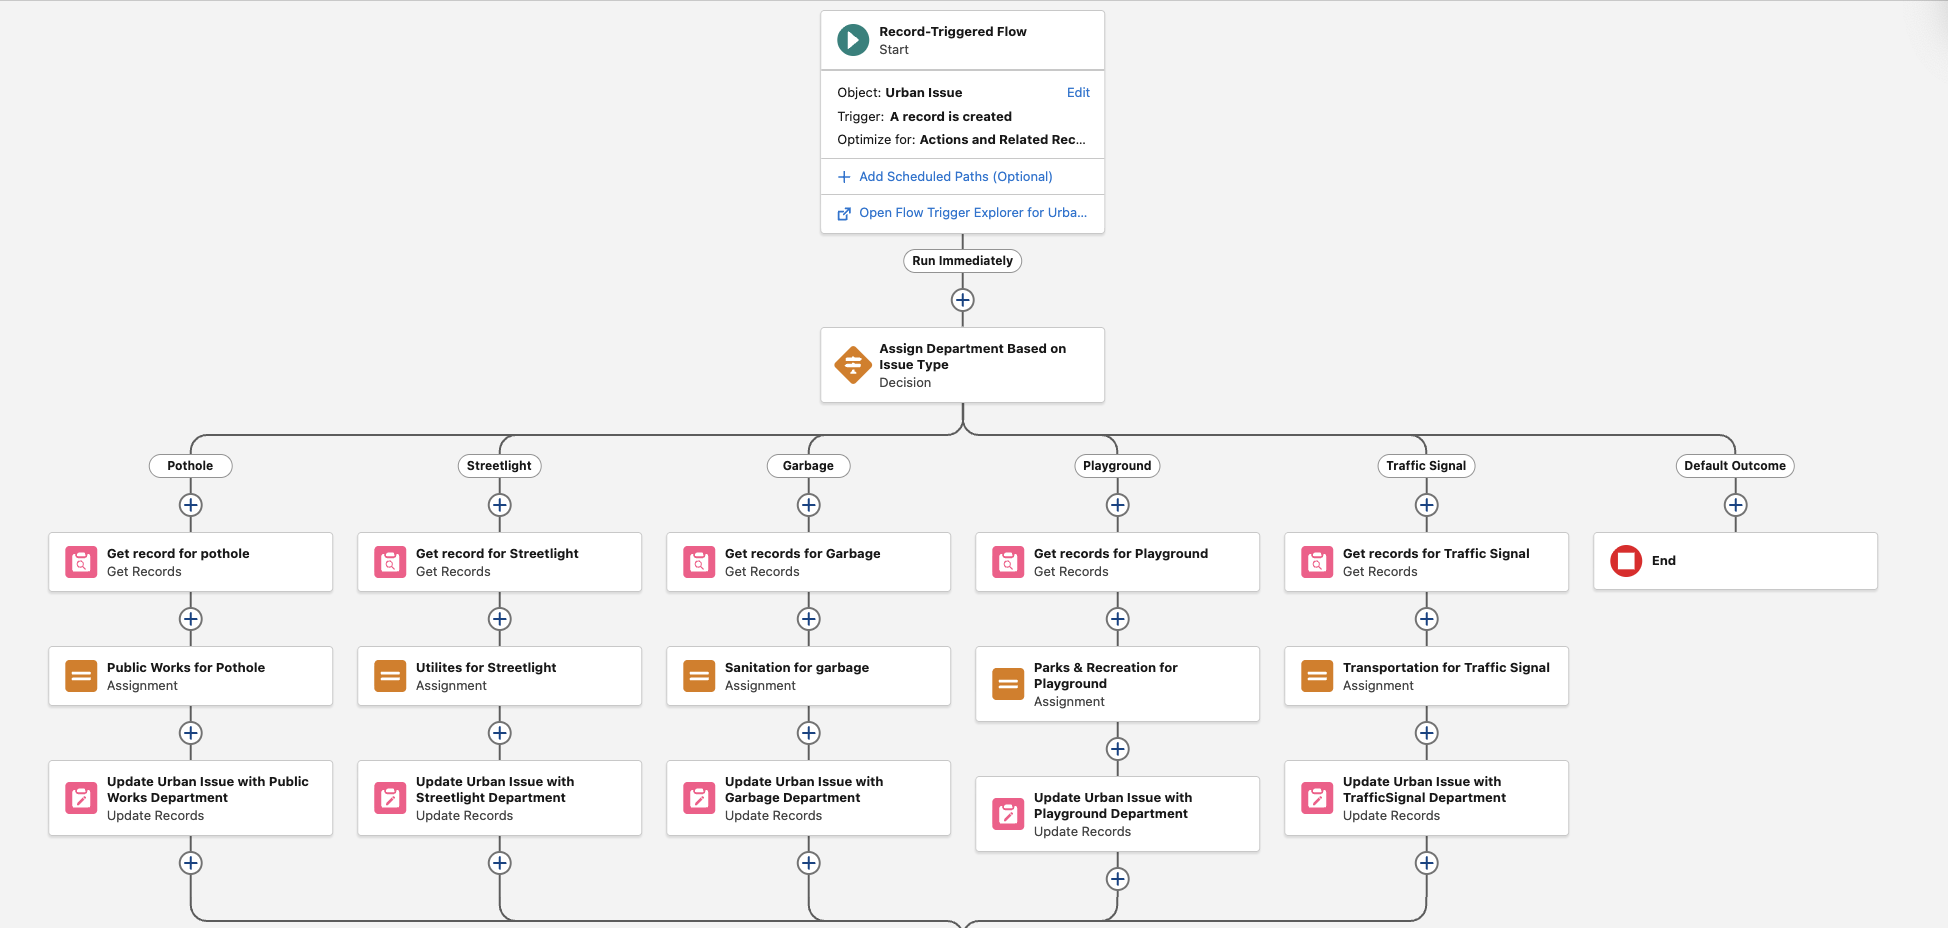 Record-Triggered Flow
Start
Object: Urban Issue
Edit
Trigger: A record is created
Optimize for: Actions and Related Rec...
Add Scheduled Paths (Optional)
Open Flow Trigger Explorer for Urba...
Run Immediately
Assign Department Based on
Issue Type
Decision
Pothole
Streetlight
Garbage
Playground
Traffic Signal
Default Outcome
Get record for pothole
Get Records
Get record for Streetlight
Get Records
Get records for Garbage
Get Records
Get records for Playground
Get Records
Get records for Traffic Signal
Get Records
End
Public Works for Pothole
Assignment
Utilites for Streetlight
Assignment
Sanitation for garbage
Assignment
Parks & Recreation for
Playground
Assignment
Transportation for Traffic Signal
Assignment
Update Urban Issue with Public
Works Department
Update Records
Update Urban Issue with
Streetlight Department
Update Records
Update Urban Issue with
Garbage Department
Update Records
Update Urban Issue with
Playground Department
Update Records
Update Urban Issue with
TrafficSignal Department
Update Records